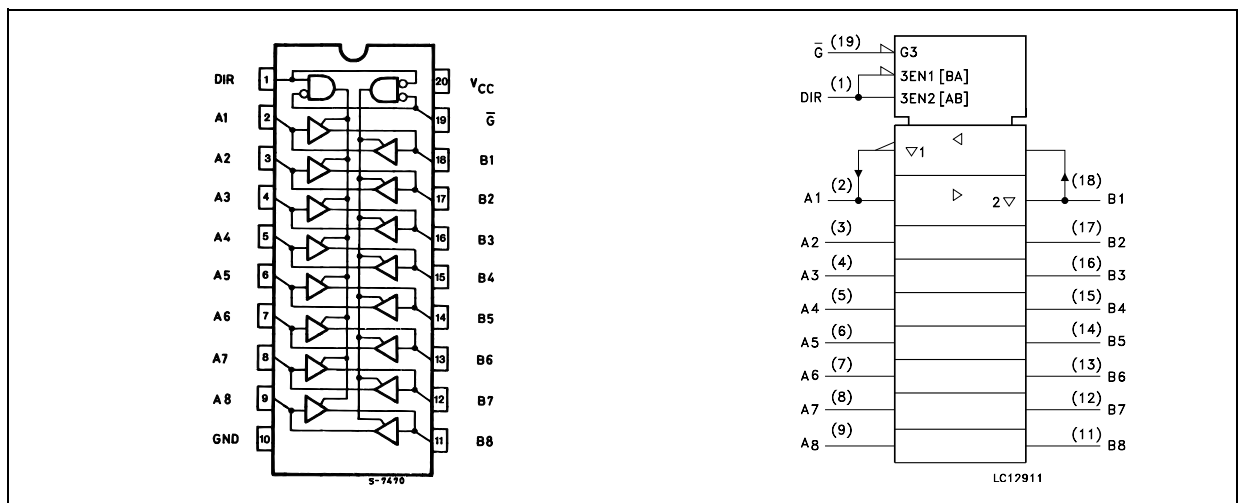 DIR 1 20 VCC
A1 2 19 G̅
A2 3 18 B1
A3 4 17 B2
A4 5 16 B3
A5 6 15 B4
A6 7 14 B5
A7 8 13 B6
A8 9 12 B7
GND 10 11 B8
S-7470
G̅ (19) G3
3EN1 [BA]
DIR (1) 3EN2 [AB]
▽1 ◁
A1 (2) ▷ 2▽ (18) B1
A2 (3) (17) B2
A3 (4) (16) B3
A4 (5) (15) B4
A5 (6) (14) B5
A6 (7) (13) B6
A7 (8) (12) B7
A8 (9) (11) B8
LC12911